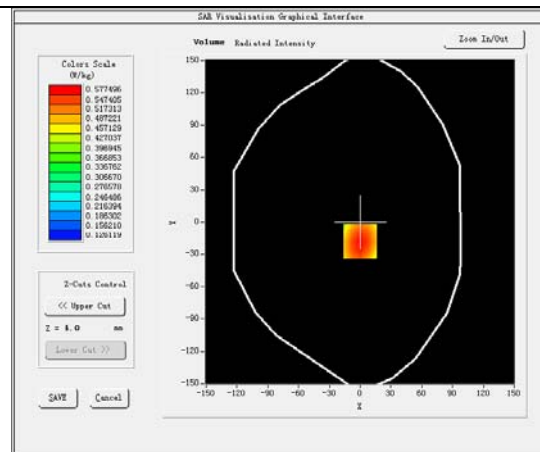 SAR Visualisation Graphical Interface
Volume Radiated Intensity
Zoom In/Out
Colors Scale
(W/kg)
0.577496
0.547405
0.517313
0.487221
0.457129
0.427037
0.396945
0.366853
0.336762
0.306670
0.276578
0.246486
0.216394
0.186302
0.156210
0.126119
150
120
90
60
30
0
-30
-60
-90
-120
-150
Y
-150 -120 -90 -60 -30 0 30 60 90 120 150
X
Z-Cuts Control
<< Upper Cut
Z = 4.0 mm
Lower Cut >>
SAVE Cancel